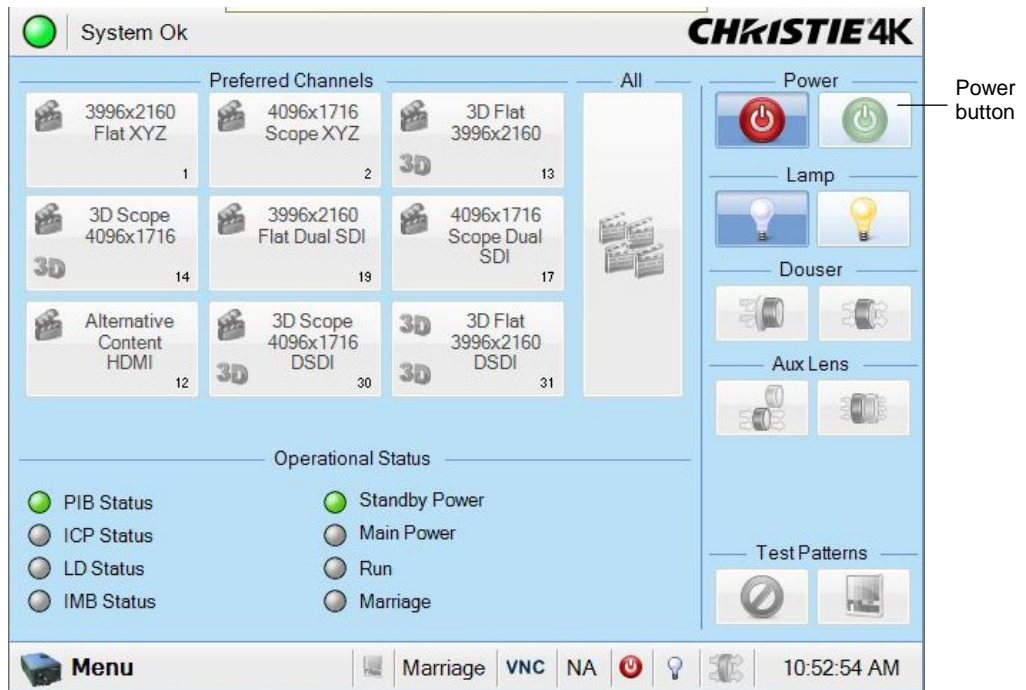 System Ok
CHRISTIE 4K
Preferred Channels
All
Power
Power
button
3996x2160
Flat XYZ
1
4096x1716
Scope XYZ
2
3D Flat
3996x2160
3D
13
Lamp
3D Scope
4096x1716
3D
14
3996x2160
Flat Dual SDI
19
4096x1716
Scope Dual
SDI
17
Douser
Alternative
Content
HDMI
12
3D Scope
4096x1716
DSDI
3D
30
3D
3D Flat
3996x2160
DSDI
3D
31
Aux Lens
Operational Status
PIB Status
Standby Power
ICP Status
Main Power
LD Status
Run
IMB Status
Marriage
Test Patterns
Menu
Marriage
VNC
NA
10:52:54 AM